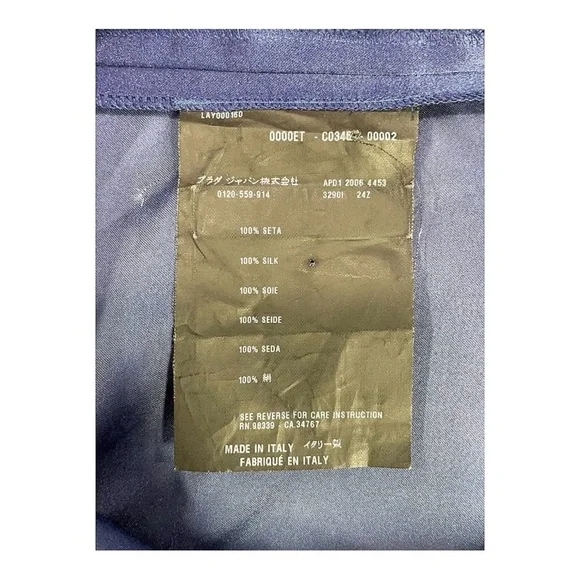 LAY000160
0000ET - C0346 - 00002
プラダ ジャパン株式会社 APD1 2006 4453
0120-559-914 3290I 24Z
100% SETA
100% SILK
100% SOIE
100% SEIDE
100% SEDA
100% 絹
SEE REVERSE FOR CARE INSTRUCTION
RN.98339 - CA.34767
MADE IN ITALY イタリー製
FABRIQUÉ EN ITALY